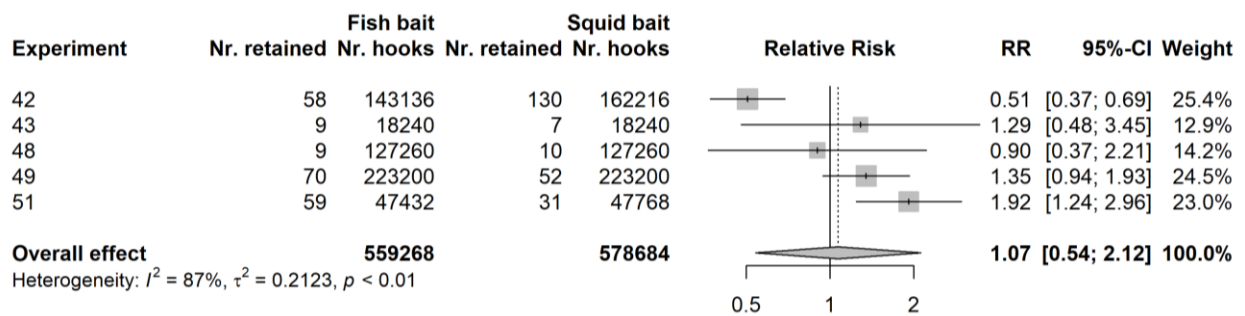 Fish bait Squid bait
Experiment Nr. retained Nr. hooks Nr. retained Nr. hooks Relative Risk RR 95%-CI Weight
42 58 143136 130 162216 0.51 [0.37; 0.69] 25.4%
43 9 18240 7 18240 1.29 [0.48; 3.45] 12.9%
48 9 127260 10 127260 0.90 [0.37; 2.21] 14.2%
49 70 223200 52 223200 1.35 [0.94; 1.93] 24.5%
51 59 47432 31 47768 1.92 [1.24; 2.96] 23.0%
Overall effect 559268 578684 1.07 [0.54; 2.12] 100.0%
Heterogeneity: I² = 87%, τ² = 0.2123, p < 0.01
0.5 1 2